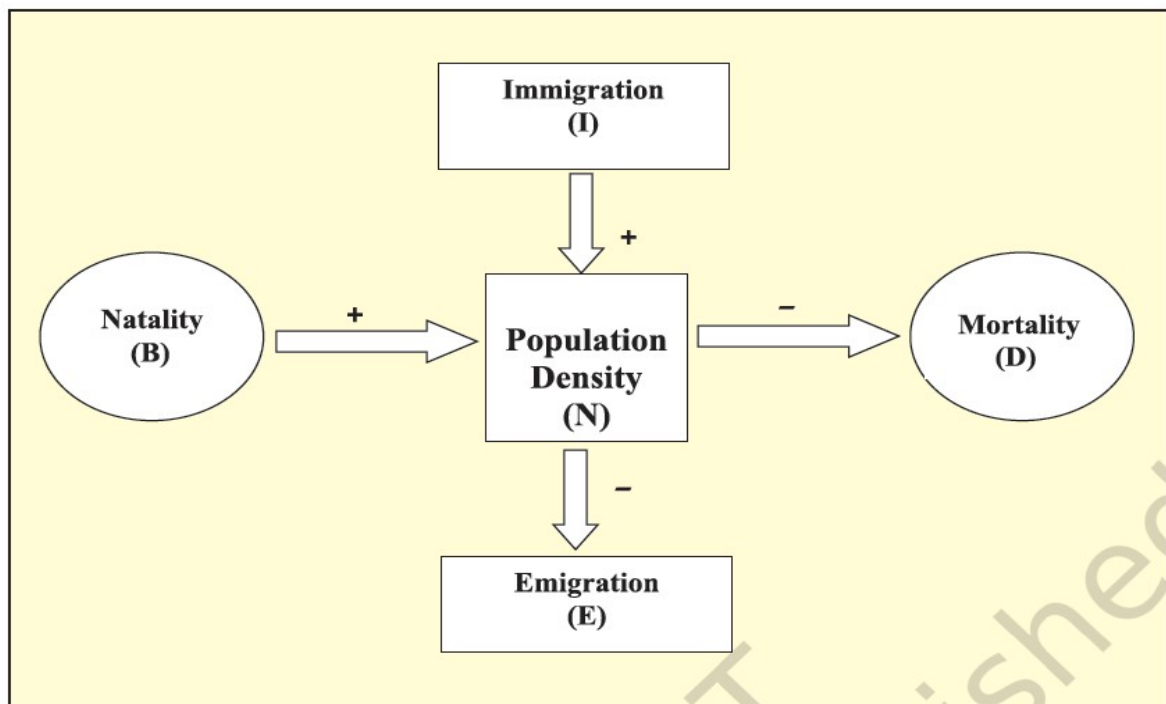 Immigration
(I)
+
Natality
(B)
+
Population
Density
(N)
–
Mortality
(D)
–
Emigration
(E)